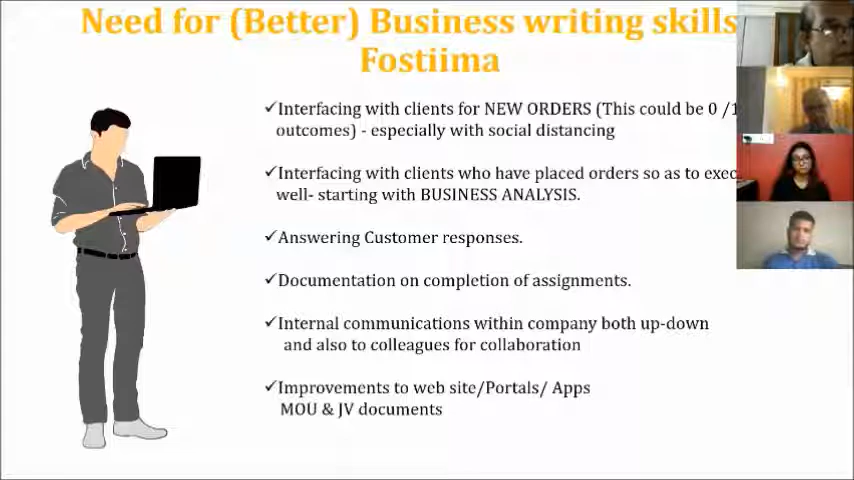 Need for (Better) Business writing skills
Fostiima
✓Interfacing with clients for NEW ORDERS (This could be 0 /1
outcomes) - especially with social distancing
✓Interfacing with clients who have placed orders so as to
well- starting with BUSINESS ANALYSIS.
✓Answering Customer responses.
✓Documentation on completion of assignments.
✓Internal communications within company both up-down
and also to colleagues for collaboration
✓Improvements to web site/Portals/ Apps
MOU & JV documents